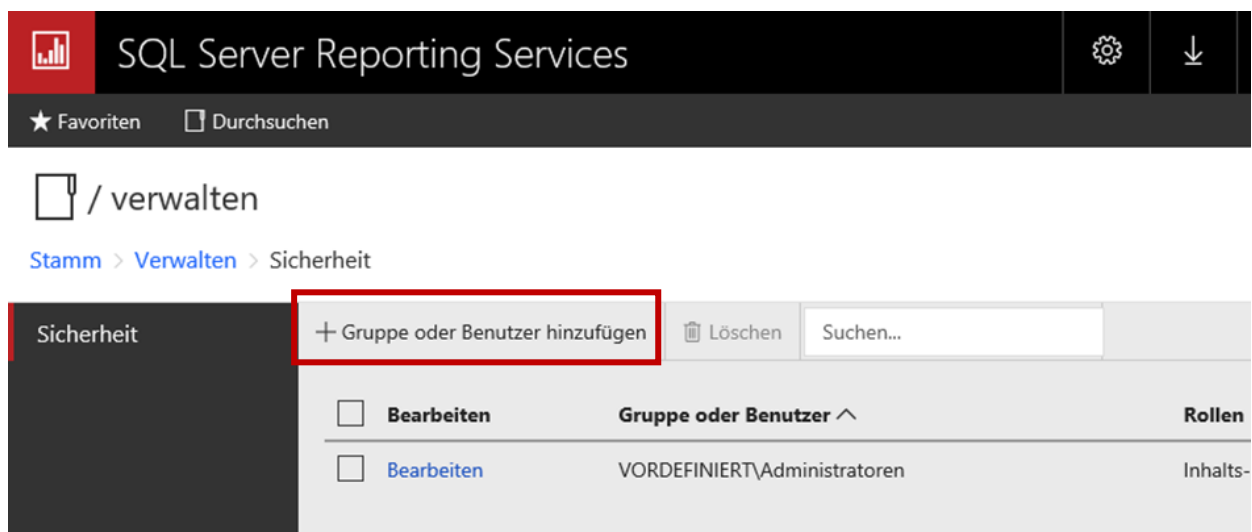 SQL Server Reporting Services
Favoriten Durchsuchen
/ verwalten
Stamm > Verwalten > Sicherheit
Sicherheit
+ Gruppe oder Benutzer hinzufügen Löschen Suchen...
Bearbeiten Gruppe oder Benutzer Rollen
Bearbeiten VORDEFINIERT\Administratoren Inhalts-